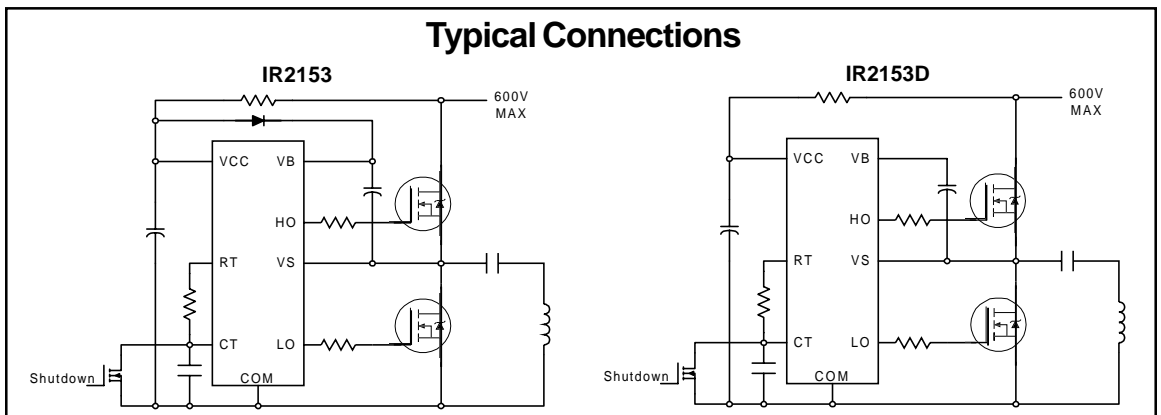 Typical Connections
IR2153
600V
MAX
VCC
VB
HO
RT
VS
CT
LO
COM
Shutdown
IR2153D
600V
MAX
VCC
VB
HO
RT
VS
CT
LO
COM
Shutdown